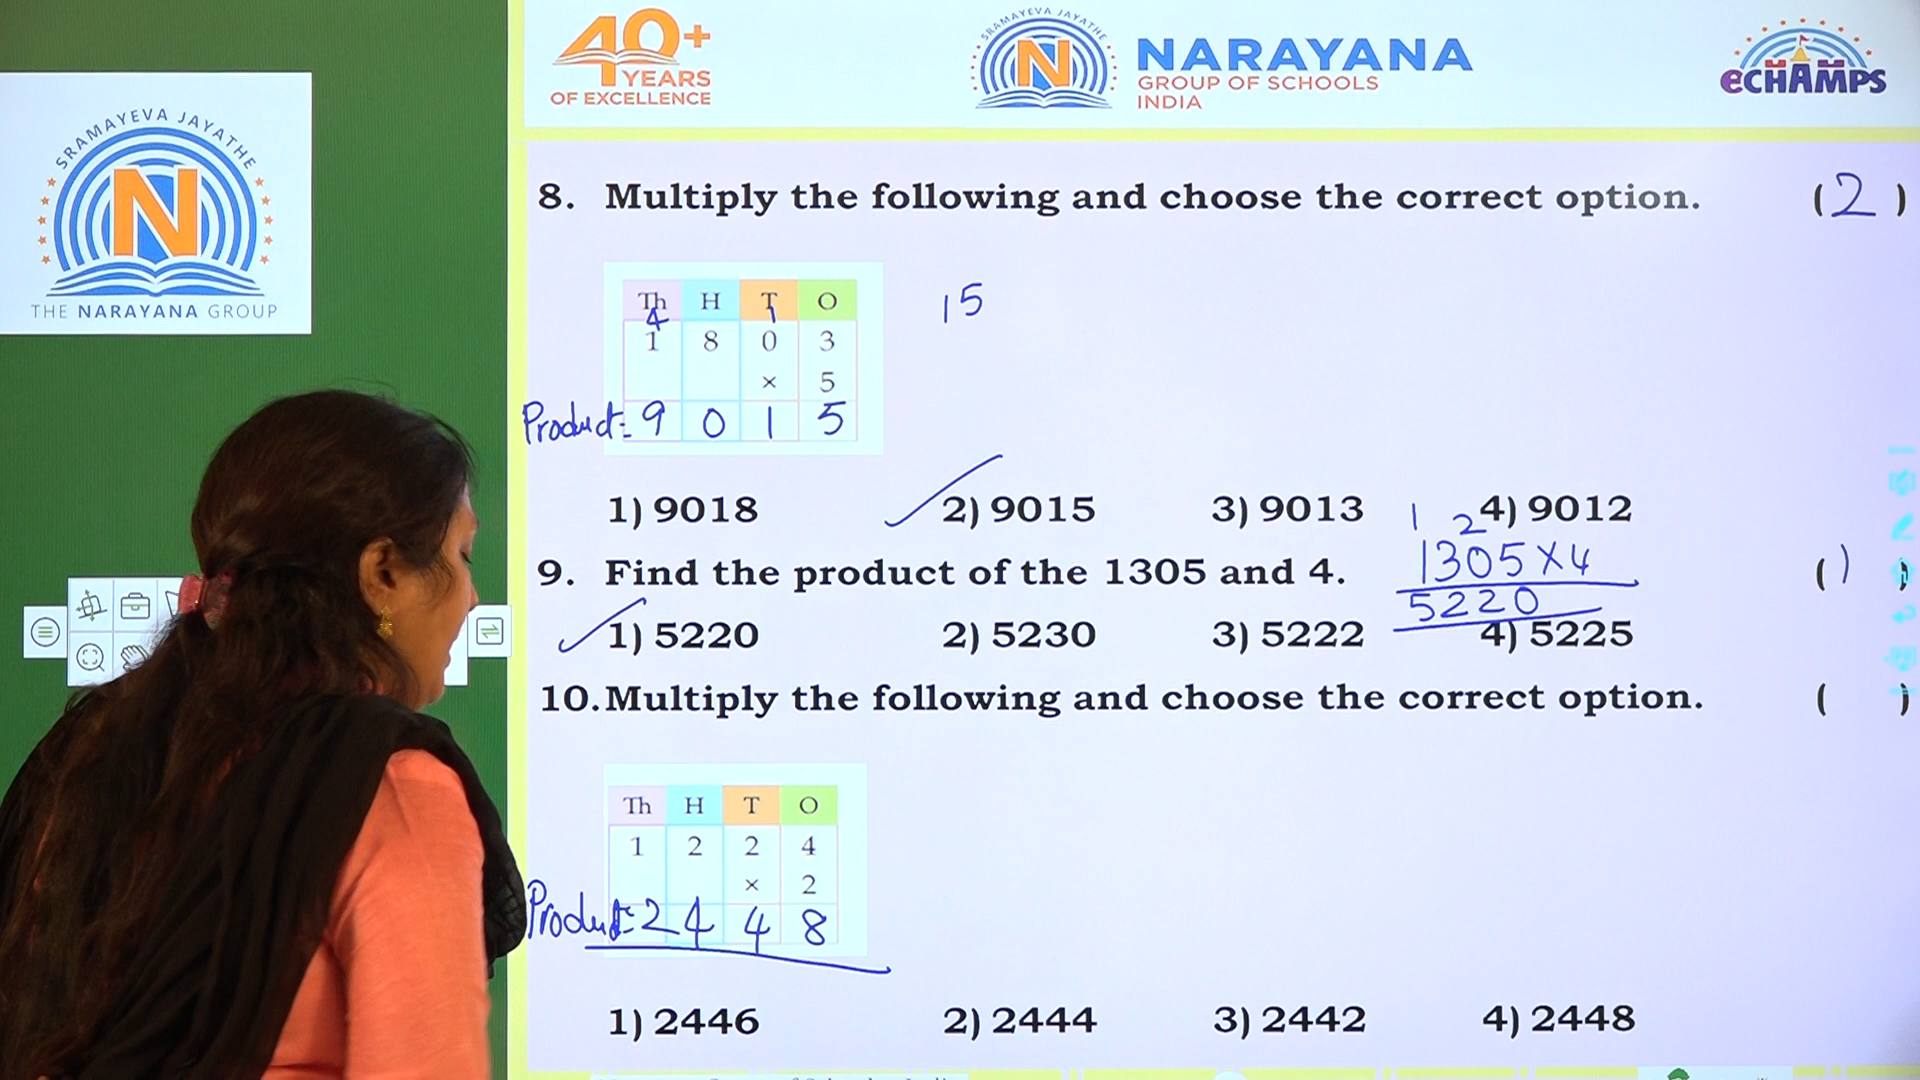 SRAMAYEVA JAYATHE
N
THE NARAYANA GROUP
40+
YEARS
OF EXCELLENCE
SRAMAYEVA JAYATHE
N
NARAYANA
GROUP OF SCHOOLS
INDIA
eCHAMPS
8. Multiply the following and choose the correct option. (2)
Th H T O
4 1
1 8 0 3
× 5
Product: 9 0 1 5
15
1) 9018 2) 9015 3) 9013 4) 9012
1 2
1305×4
5220
9. Find the product of the 1305 and 4. (1)
1) 5220 2) 5230 3) 5222 4) 5225
10. Multiply the following and choose the correct option. ( )
Th H T O
1 2 2 4
× 2
Product: 2 4 4 8
1) 2446 2) 2444 3) 2442 4) 2448